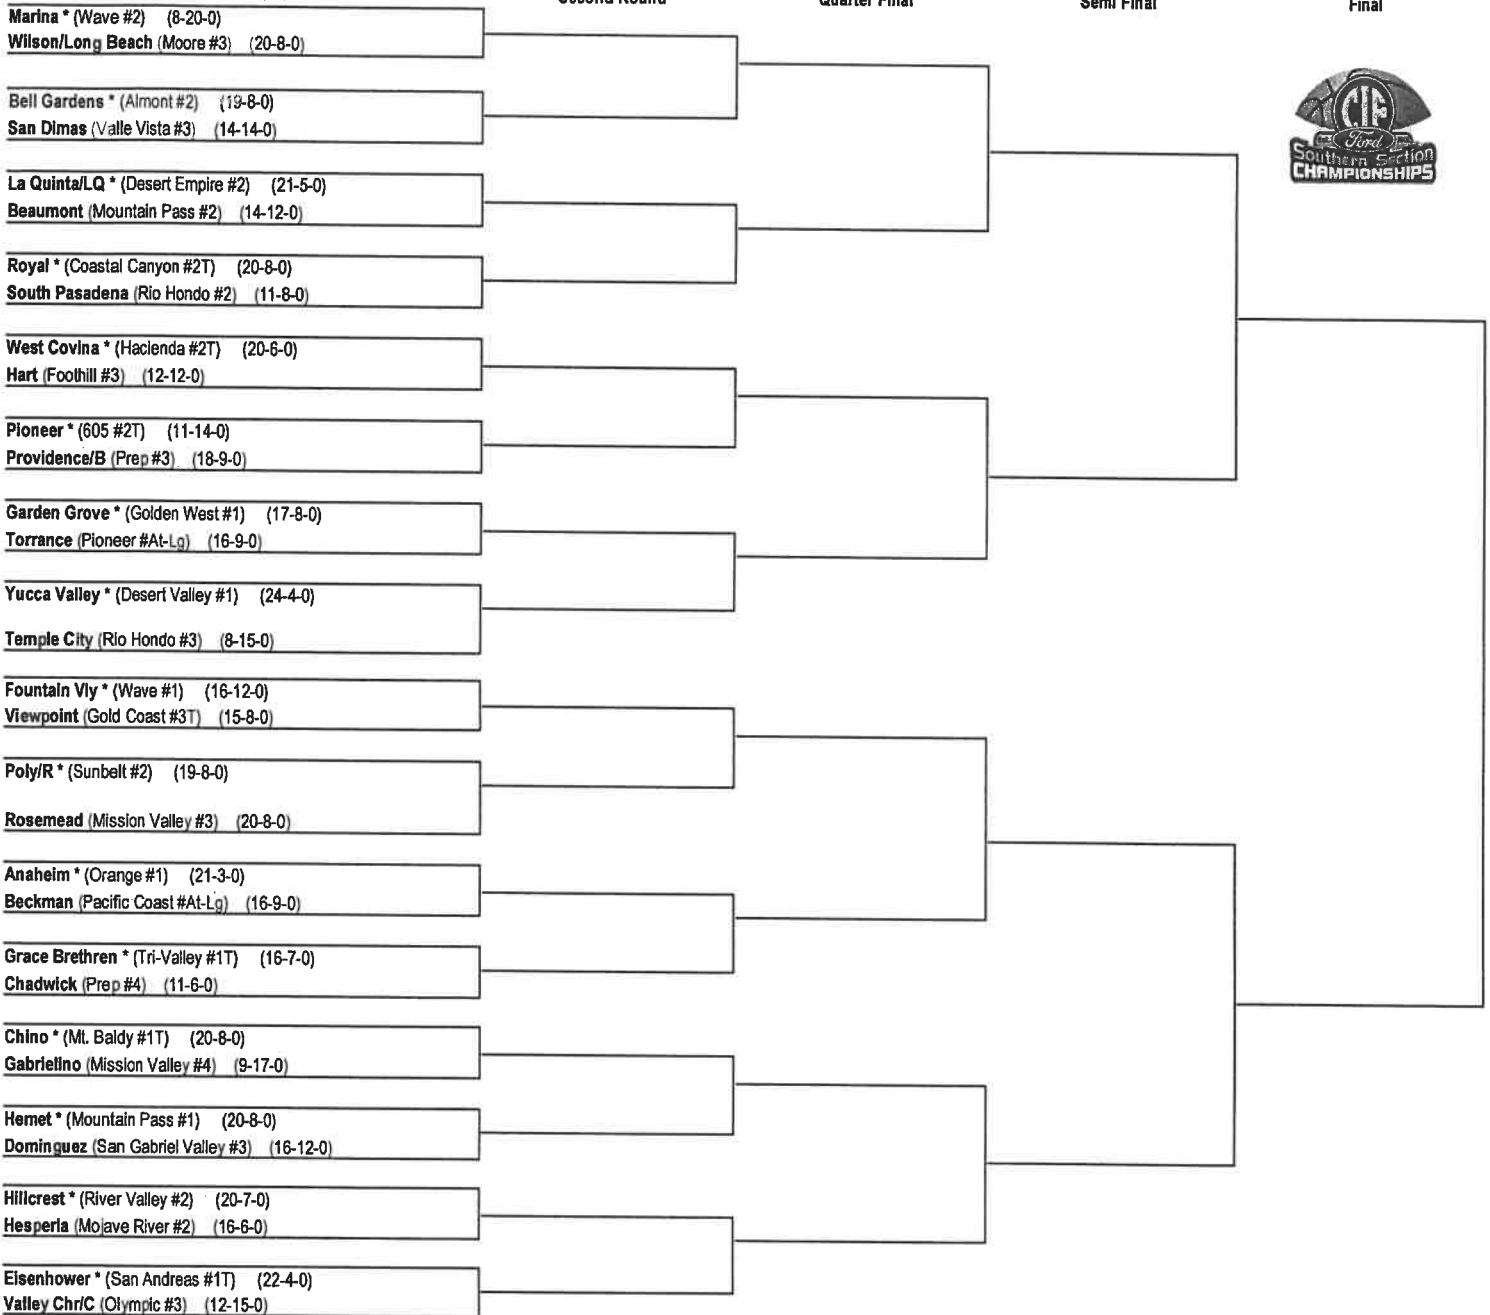 Second Round
Quarter Final
Semi Final
Final
Marina * (Wave #2) (8-20-0)
Wilson/Long Beach (Moore #3) (20-8-0)
Bell Gardens * (Almont #2) (19-8-0)
San Dimas (Valle Vista #3) (14-14-0)
La Quinta/LQ * (Desert Empire #2) (21-5-0)
Beaumont (Mountain Pass #2) (14-12-0)
Royal * (Coastal Canyon #2T) (20-8-0)
South Pasadena (Rio Hondo #2) (11-8-0)
West Covina * (Hacienda #2T) (20-6-0)
Hart (Foothill #3) (12-12-0)
Pioneer * (605 #2T) (11-14-0)
Providence/B (Prep #3) (18-9-0)
Garden Grove * (Golden West #1) (17-8-0)
Torrance (Pioneer #At-Lg) (16-9-0)
Yucca Valley * (Desert Valley #1) (24-4-0)
Temple City (Rio Hondo #3) (8-15-0)
Fountain Vly * (Wave #1) (16-12-0)
Viewpoint (Gold Coast #3T) (15-8-0)
Poly/R * (Sunbelt #2) (19-8-0)
Rosemead (Mission Valley #3) (20-8-0)
Anaheim * (Orange #1) (21-3-0)
Beckman (Pacific Coast #At-Lg) (16-9-0)
Grace Brethren * (Tri-Valley #1T) (16-7-0)
Chadwick (Prep #4) (11-6-0)
Chino * (Mt. Baldy #1T) (20-8-0)
Gabrielino (Mission Valley #4) (9-17-0)
Hemet * (Mountain Pass #1) (20-8-0)
Dominguez (San Gabriel Valley #3) (16-12-0)
Hillcrest * (River Valley #2) (20-7-0)
Hesperia (Mojave River #2) (16-6-0)
Eisenhower * (San Andreas #1T) (22-4-0)
Valley Chr/C (Olympic #3) (12-15-0)
CIF
Ford
Southern Section
CHAMPIONSHIPS